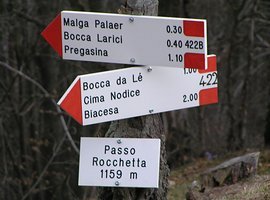 Malga Palaer 0.30
Bocca Larici 0.40 422B
Pregasina 1.10
Bocca da Lé 1.00
Cima Nodice 422
Biacesa 2.00
Passo
Rocchetta
1159 m